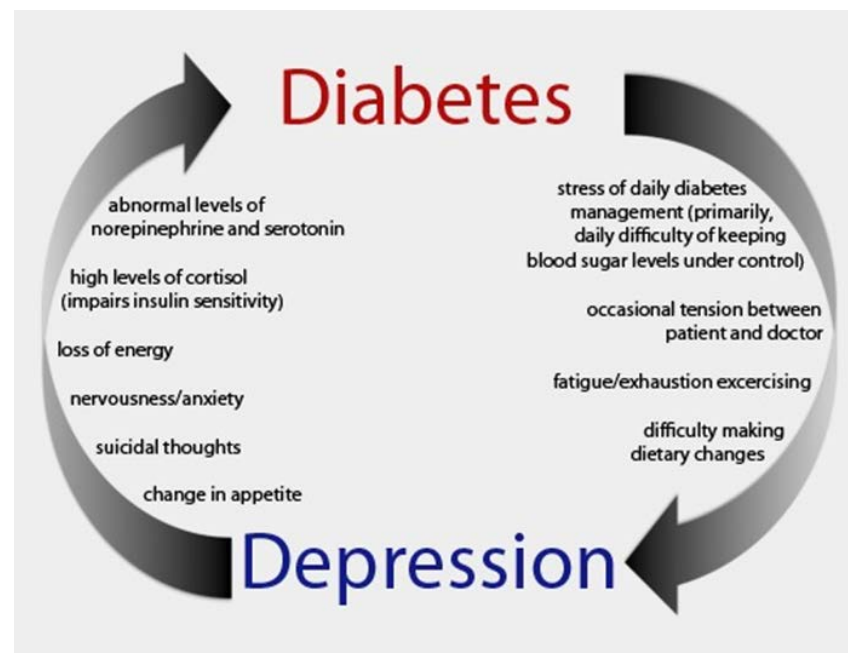 Diabetes
abnormal levels of
norepinephrine and serotonin
high levels of cortisol
(impairs insulin sensitivity)
loss of energy
nervousness/anxiety
suicidal thoughts
change in appetite
stress of daily diabetes
management (primarily,
daily difficulty of keeping
blood sugar levels under control)
occasional tension between
patient and doctor
fatigue/exhaustion excercising
difficulty making
dietary changes
Depression